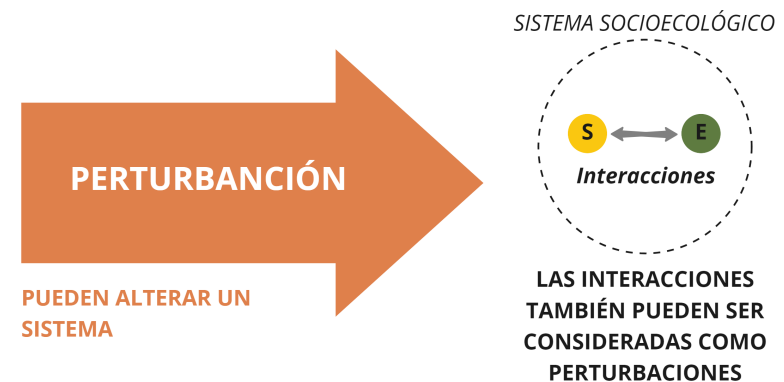 SISTEMA SOCIOECOLÓGICO
S
E
Interacciones
PERTURBANCIÓN
PUEDEN ALTERAR UN
SISTEMA
LAS INTERACCIONES
TAMBIÉN PUEDEN SER
CONSIDERADAS COMO
PERTURBACIONES